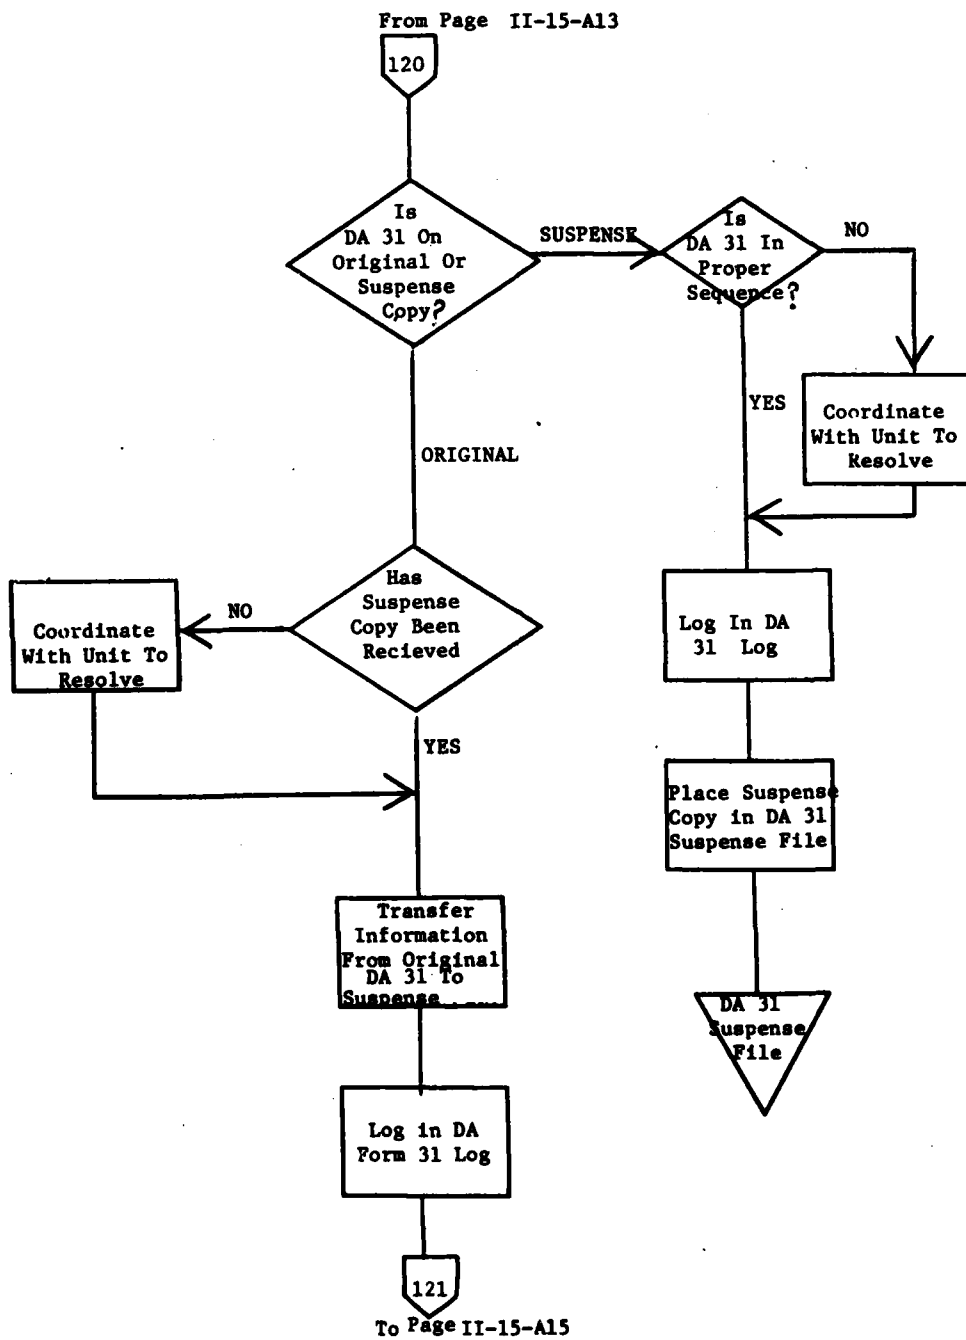 From Page II-15-A13
120
Is
DA 31 On
Original Or
Suspense
Copy?
SUSPENSE
Is
DA 31 In
Proper
Sequence?
NO
YES
Coordinate
With Unit To
Resolve
ORIGINAL
Has
Suspense
Copy Been
Recieved
NO
Coordinate
With Unit To
Resolve
YES
Log In DA
31 Log
Place Suspense
Copy in DA 31
Suspense File
DA 31
Suspense
File
Transfer
Information
From Original
DA 31 To
Suspense
Log in DA
Form 31 Log
121
To Page II-15-A15